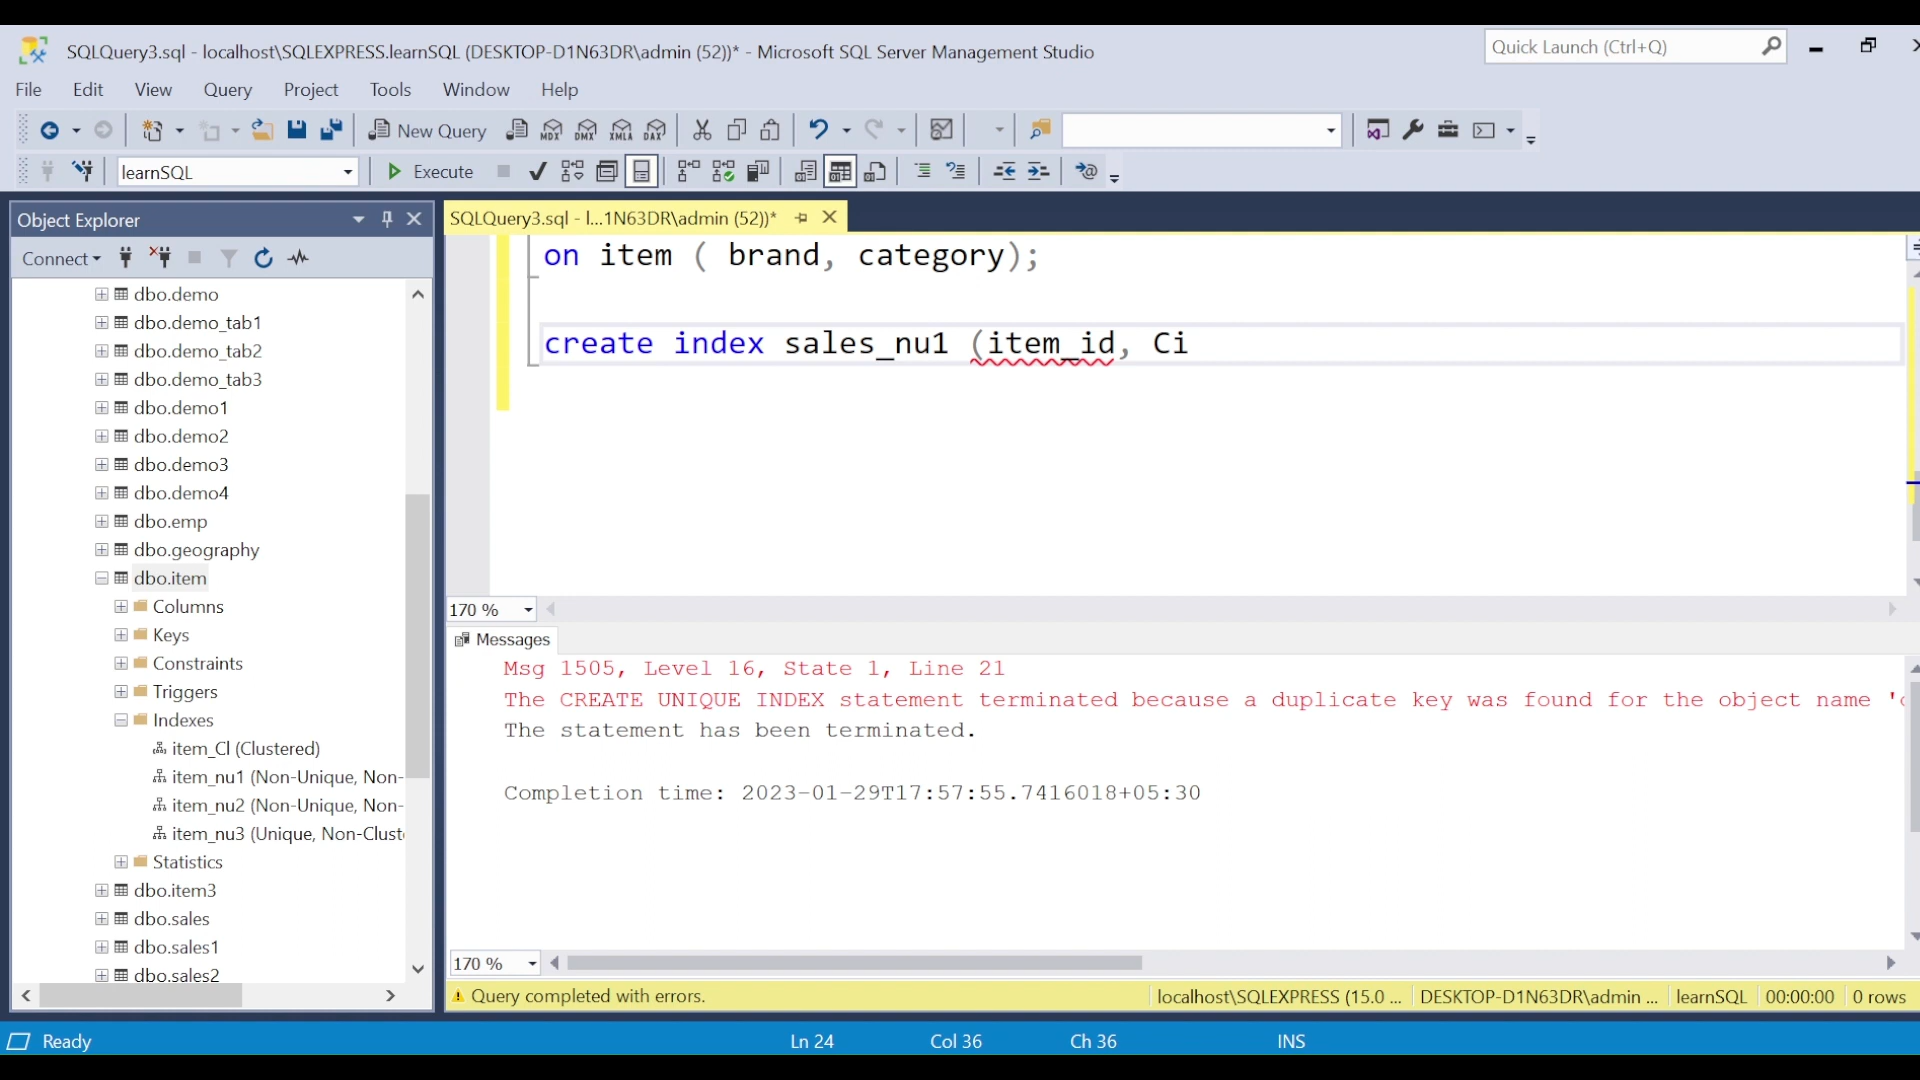 SQLQuery3.sql - localhost\SQLEXPRESS.learnSQL (DESKTOP-D1N63DR\admin (52))* - Microsoft SQL Server Management Studio
Quick Launch (Ctrl+Q)
File Edit View Query Project Tools Window Help
New Query MDX DMX XMLA DAX
learnSQL Execute
Object Explorer
SQLQuery3.sql - l...1N63DR\admin (52))*
Connect
on item ( brand, category);
create index sales_nu1 (item_id, Ci
dbo.demo
dbo.demo_tab1
dbo.demo_tab2
dbo.demo_tab3
dbo.demo1
dbo.demo2
dbo.demo3
dbo.demo4
dbo.emp
dbo.geography
dbo.item
Columns
Keys
Constraints
Triggers
Indexes
item_Cl (Clustered)
item_nu1 (Non-Unique, Non-
item_nu2 (Non-Unique, Non-
item_nu3 (Unique, Non-Clust
Statistics
dbo.item3
dbo.sales
dbo.sales1
dbo.sales2
170 %
Messages
Msg 1505, Level 16, State 1, Line 21
The CREATE UNIQUE INDEX statement terminated because a duplicate key was found for the object name '
The statement has been terminated.
Completion time: 2023-01-29T17:57:55.7416018+05:30
170 %
Query completed with errors.
localhost\SQLEXPRESS (15.0 ... DESKTOP-D1N63DR\admin ... learnSQL 00:00:00 0 rows
Ready Ln 24 Col 36 Ch 36 INS